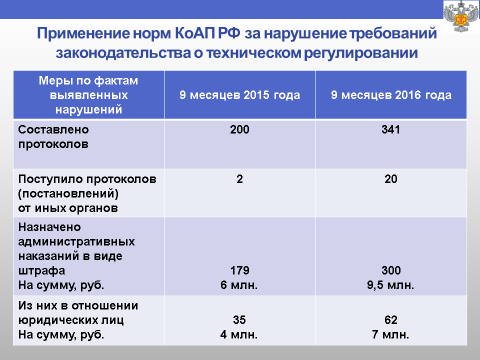 Применение норм КоАП РФ за нарушение требований
законодательства о техническом регулировании
Меры по фактам
выявленных
нарушений
9 месяцев 2015 года
9 месяцев 2016 года
Составлено
протоколов
200
341
Поступило протоколов
(постановлений)
от иных органов
2
20
Назначено
административных
наказаний в виде
штрафа
На сумму, руб.
179
6 млн.
300
9,5 млн.
Из них в отношении
юридических лиц
На сумму, руб.
35
4 млн.
62
7 млн.